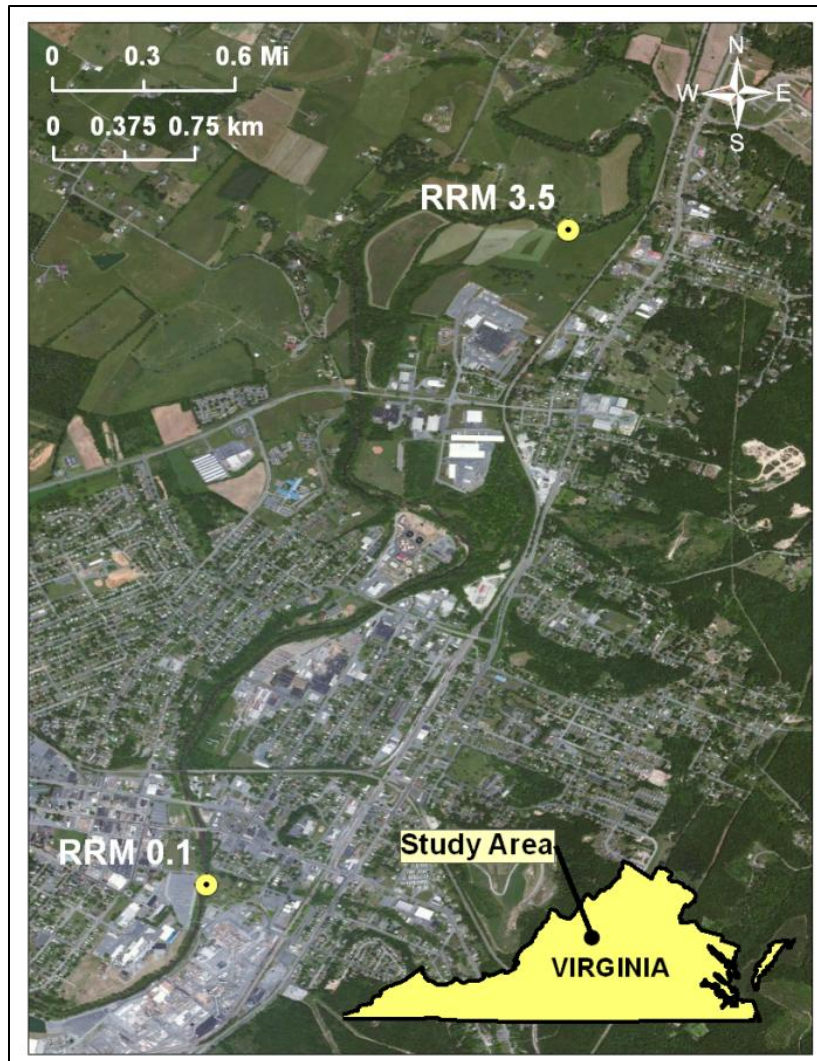 0 0.3 0.6 Mi
0 0.375 0.75 km
N
W E
S
RRM 3.5
RRM 0.1
Study Area
VIRGINIA